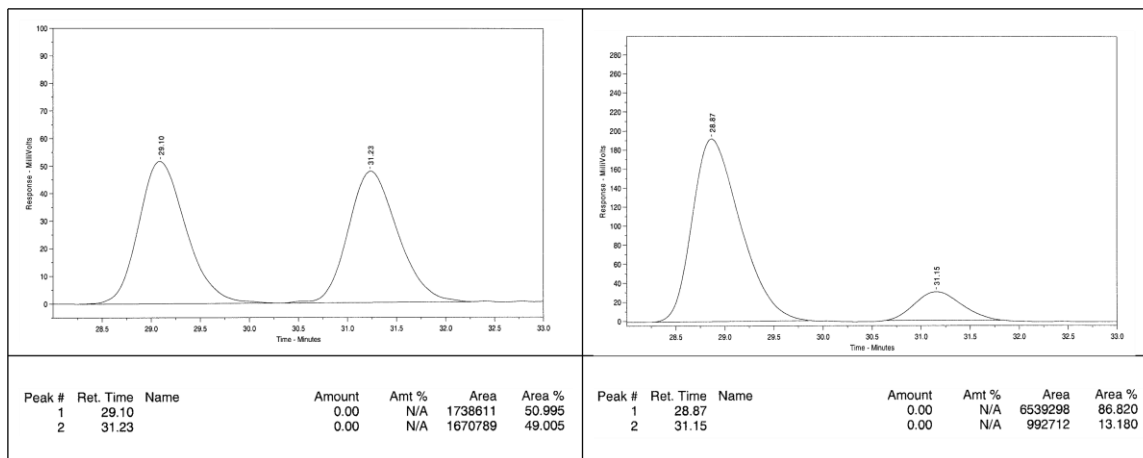 100
90
80
70
60
50
40
30
20
10
0
Response - MilliVolts
29.10
31.23
28.5 29.0 29.5 30.0 30.5 31.0 31.5 32.0 32.5 33.0
Time - Minutes
Peak # Ret. Time Name Amount Amt % Area Area %
1 29.10 0.00 N/A 1738611 50.995
2 31.23 0.00 N/A 1670789 49.005
280
260
240
220
200
180
160
140
120
100
80
60
40
20
0
Response - MilliVolts
28.87
31.15
28.5 29.0 29.5 30.0 30.5 31.0 31.5 32.0 32.5 33.0
Time - Minutes
Peak # Ret. Time Name Amount Amt % Area Area %
1 28.87 0.00 N/A 6539298 86.820
2 31.15 0.00 N/A 992712 13.180